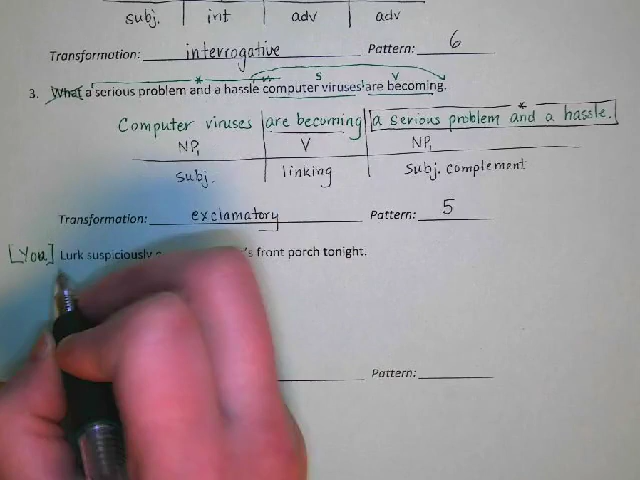 subj. int adv adv
Transformation: interrogative Pattern: 6
3. What a serious problem and a hassle computer viruses are becoming.
* S V
Computer viruses are becoming a serious problem and a hassle.
NP1 V NP1
subj. linking subj. complement
Transformation: exclamatory Pattern: 5
[You] Lurk suspiciously front porch tonight.
Pattern: